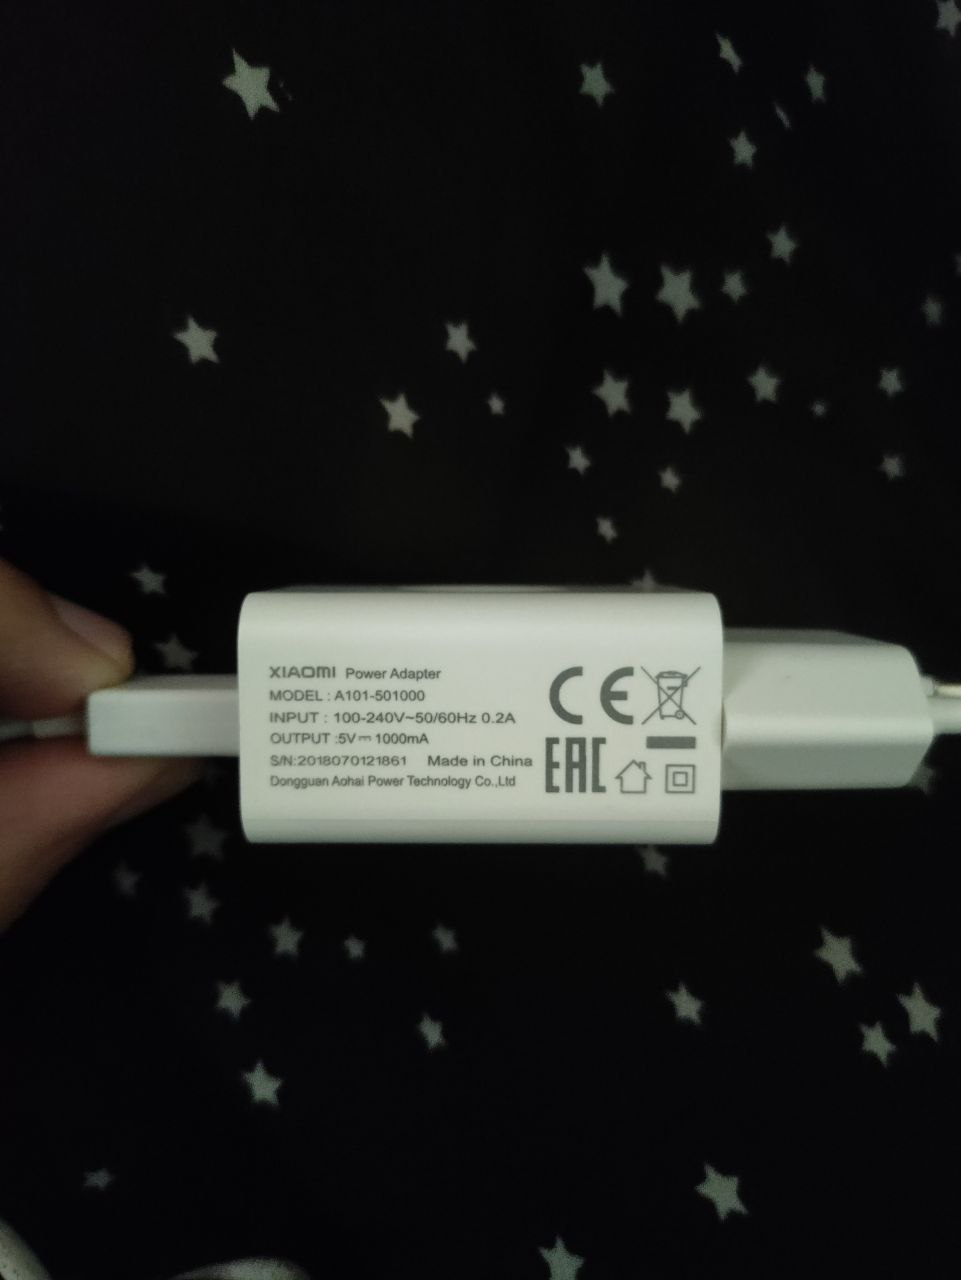 XIAOMI Power Adapter
MODEL : A101-501000
INPUT : 100-240V~50/60Hz 0.2A
OUTPUT :5V⎓1000mA
S/N:2018070121861 Made in China
Dongguan Aohai Power Technology Co.,Ltd
CE
EAC